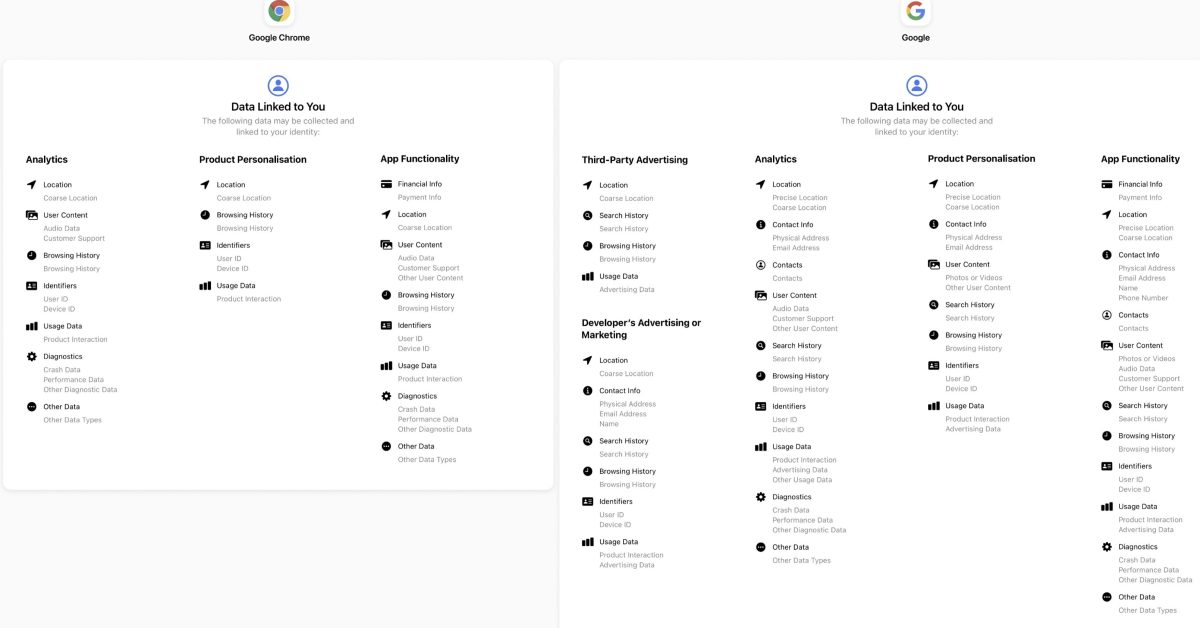 Google Chrome
Data Linked to You
The following data may be collected and
linked to your identity:
Analytics
Location
Coarse Location
User Content
Audio Data
Customer Support
Browsing History
Browsing History
Identifiers
User ID
Device ID
Usage Data
Product Interaction
Diagnostics
Crash Data
Performance Data
Other Diagnostic Data
Other Data
Other Data Types
Product Personalisation
Location
Coarse Location
Browsing History
Browsing History
Identifiers
User ID
Device ID
Usage Data
Product Interaction
App Functionality
Financial Info
Payment Info
Location
Coarse Location
User Content
Audio Data
Customer Support
Other User Content
Browsing History
Browsing History
Identifiers
User ID
Device ID
Usage Data
Product Interaction
Diagnostics
Crash Data
Performance Data
Other Diagnostic Data
Other Data
Other Data Types
Google
Data Linked to You
The following data may be collected and
linked to your identity:
Third-Party Advertising
Location
Coarse Location
Search History
Search History
Browsing History
Browsing History
Usage Data
Advertising Data
Developer's Advertising or
Marketing
Location
Coarse Location
Contact Info
Physical Address
Email Address
Name
Search History
Search History
Browsing History
Browsing History
Identifiers
User ID
Device ID
Usage Data
Product Interaction
Advertising Data
Analytics
Location
Precise Location
Coarse Location
Contact Info
Physical Address
Email Address
Contacts
Contacts
User Content
Audio Data
Customer Support
Other User Content
Search History
Search History
Browsing History
Browsing History
Identifiers
User ID
Device ID
Usage Data
Product Interaction
Advertising Data
Other Usage Data
Diagnostics
Crash Data
Performance Data
Other Diagnostic Data
Other Data
Other Data Types
Product Personalisation
Location
Precise Location
Coarse Location
Contact Info
Physical Address
Email Address
User Content
Photos or Videos
Other User Content
Search History
Search History
Browsing History
Browsing History
Identifiers
User ID
Device ID
Usage Data
Product Interaction
Advertising Data
App Functionality
Financial Info
Payment Info
Location
Precise Location
Coarse Location
Contact Info
Physical Address
Email Address
Name
Phone Number
Contacts
Contacts
User Content
Photos or Videos
Audio Data
Customer Support
Other User Content
Search History
Search History
Browsing History
Browsing History
Identifiers
User ID
Device ID
Usage Data
Product Interaction
Advertising Data
Diagnostics
Crash Data
Performance Data
Other Diagnostic Data
Other Data
Other Data Types